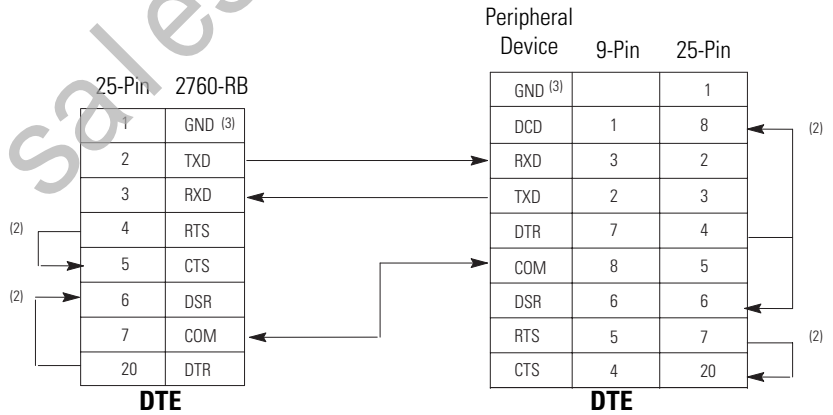 sales
Peripheral
Device 9-Pin 25-Pin
25-Pin 2760-RB
GND (3) 1
1 GND (3)
DCD 1 8 (2)
2 TXD
RXD 3 2
3 RXD
TXD 2 3
(2) 4 RTS
DTR 7 4
5 CTS
COM 8 5
(2) 6 DSR
DSR 6 6
7 COM
RTS 5 7 (2)
20 DTR
CTS 4 20
DTE DTE